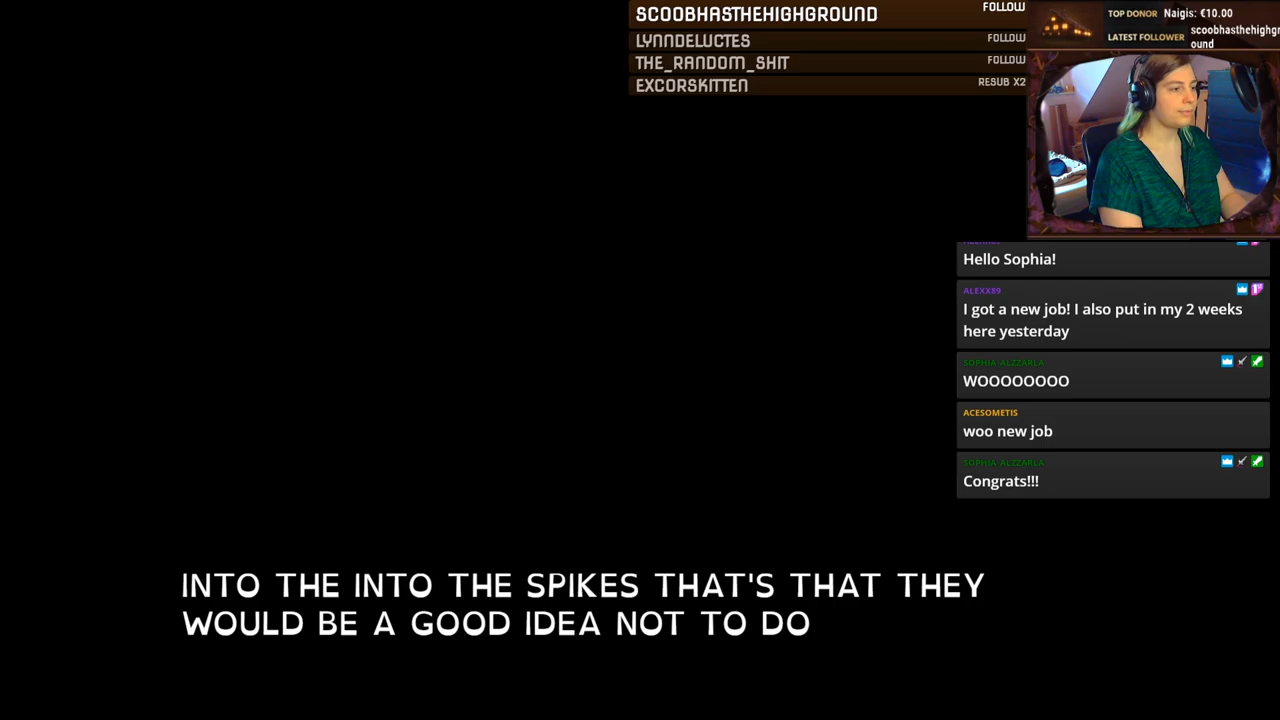 SCOOBHASTHEHIGHGROUND FOLLOW
LYNNDELUCTES FOLLOW
THE_RANDOM_SHIT FOLLOW
EXCORSKITTEN RESUB X2
TOP DONOR Naigis: €10.00
LATEST FOLLOWER scoobhasthehighgr
ound
Hello Sophia!
ALEXX89
I got a new job! I also put in my 2 weeks
here yesterday
SOPHIA_ALZZARLA
WOOOOOOOO
ACESOMETIS
woo new job
SOPHIA_ALZZARLA
Congrats!!!
INTO THE INTO THE SPIKES THAT'S THAT THEY
WOULD BE A GOOD IDEA NOT TO DO